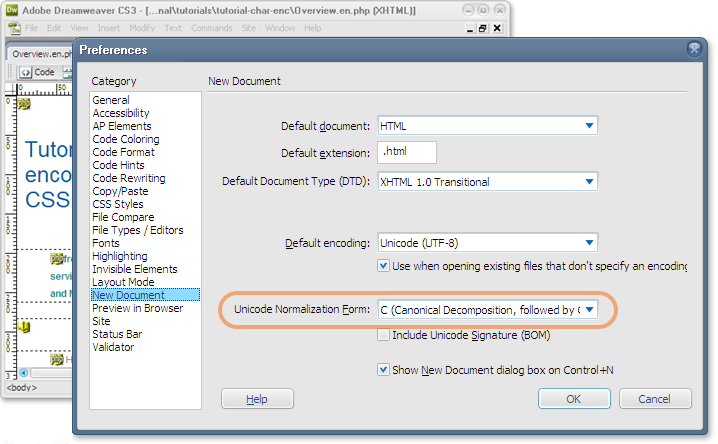 Adobe Dreamweaver CS3 - [...nal\tutorials\tutorial-char-enc\Overview.en.php (XHTML)]
File Edit View Insert Modify Text Commands Site Window Help
Overview.en.ph
Code
0 50
Tutor
enco
CSS
fr
servi
and M
H
<body>
Preferences
Category
General
Accessibility
AP Elements
Code Coloring
Code Format
Code Hints
Code Rewriting
Copy/Paste
CSS Styles
File Compare
File Types / Editors
Fonts
Highlighting
Invisible Elements
Layout Mode
New Document
Preview in Browser
Site
Status Bar
Validator
New Document
Default document: HTML
Default extension: .html
Default Document Type (DTD): XHTML 1.0 Transitional
Default encoding: Unicode (UTF-8)
Use when opening existing files that don't specify an encoding
Unicode Normalization Form: C (Canonical Decomposition, followed by C
Include Unicode Signature (BOM)
Show New Document dialog box on Control+N
Help OK Cancel